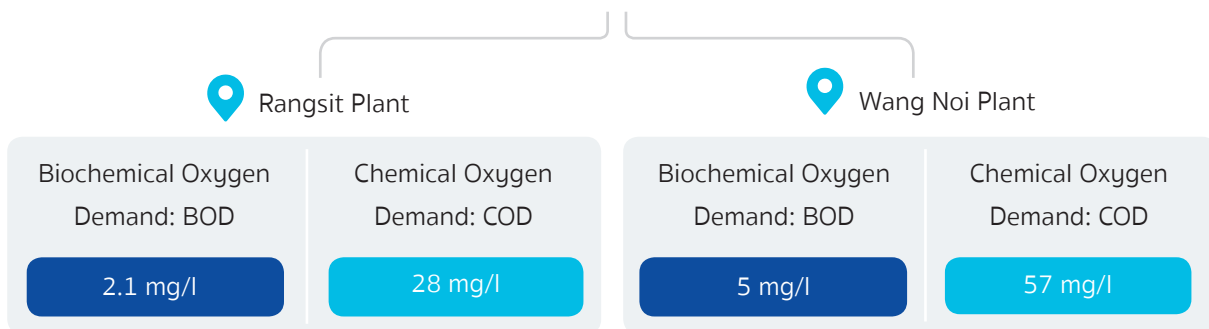 Rangsit Plant
Biochemical Oxygen
Demand: BOD
2.1 mg/l
Chemical Oxygen
Demand: COD
28 mg/l
Wang Noi Plant
Biochemical Oxygen
Demand: BOD
5 mg/l
Chemical Oxygen
Demand: COD
57 mg/l